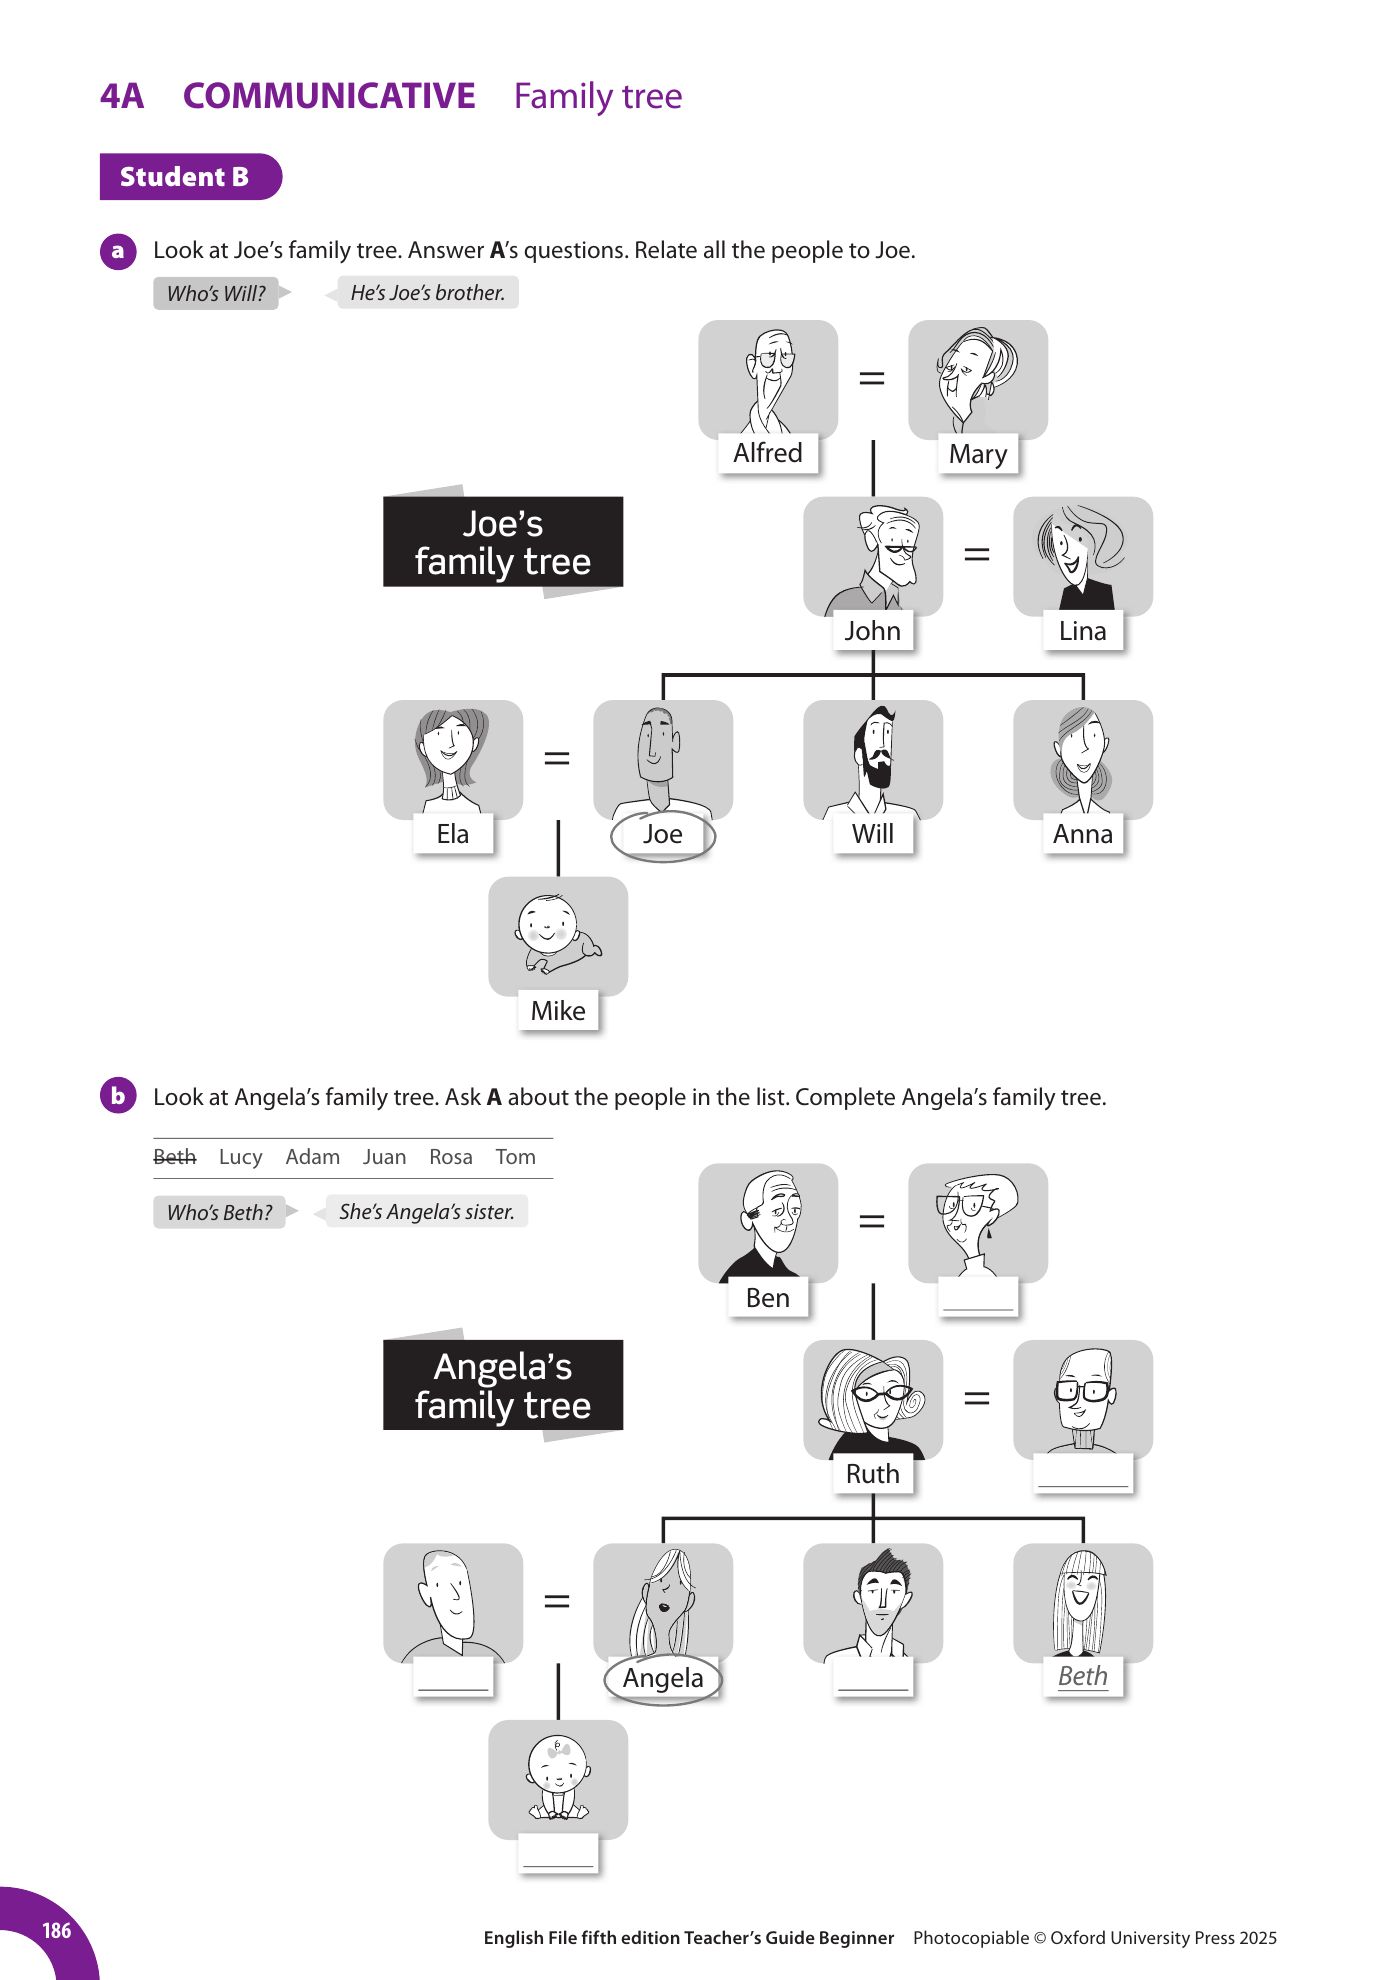 4A COMMUNICATIVE Family tree
Student B
a Look at Joe’s family tree. Answer A’s questions. Relate all the people to Joe.
Who’s Will? He’s Joe’s brother.
Alfred = Mary
Joe’s
family tree
John = Lina
Ela = Joe Will Anna
Mike
b Look at Angela’s family tree. Ask A about the people in the list. Complete Angela’s family tree.
Beth Lucy Adam Juan Rosa Tom
Who’s Beth? She’s Angela’s sister.
Ben =
Angela’s
family tree
Ruth =
= Angela Beth
186
English File fifth edition Teacher’s Guide Beginner Photocopiable © Oxford University Press 2025